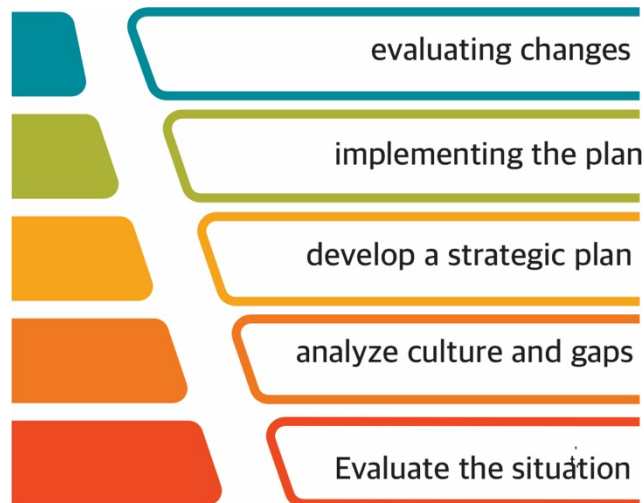 evaluating changes
implementing the plan
develop a strategic plan
analyze culture and gaps
Evaluate the situation